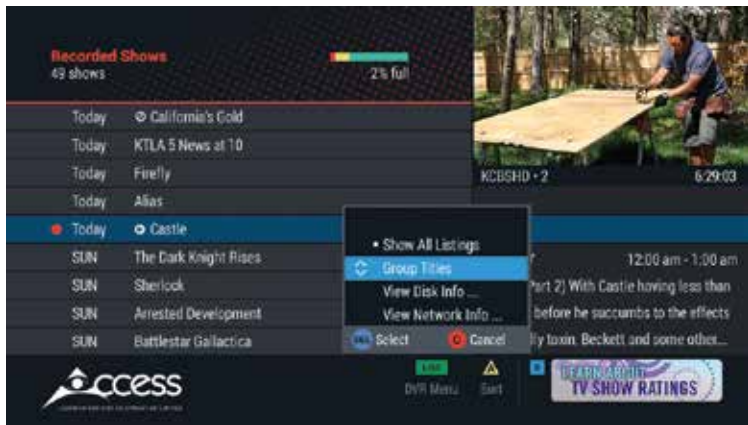 Recorded Shows
49 shows
2% full
Today California's Gold
Today KTLA 5 News at 10
Today Firefly
Today Alias
Today Castle
SUN The Dark Knight Rises
SUN Sherlock
SUN Arrested Development
SUN Battlestar Gallactica
KCBSHD • 2 6:29:03
• Show All Listings
Group Titles
View Disk Info ...
View Network Info ...
Select Cancel
12:00 am - 1:00 am
Part 2) With Castle having less than
before he succumbs to the effects
toxin. Beckett and some other...
Access
DVR Menu Sort
LEARN ABOUT
TV SHOW RATINGS